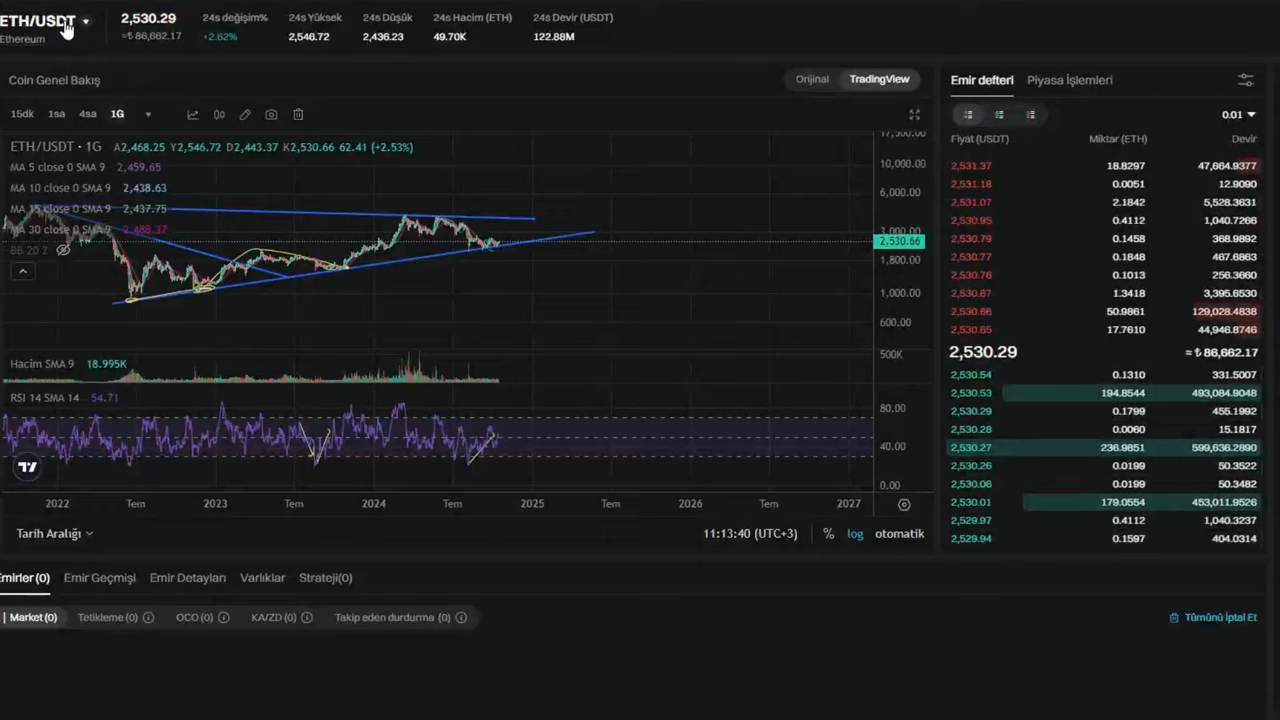 ETH/USDT
Ethereum
2,530.29
≈₺ 86,662.17
24s değişim%
+2.62%
24s Yüksek
2,546.72
24s Düşük
2,436.23
24s Hacim (ETH)
49.70K
24s Devir (USDT)
122.88M
Coin Genel Bakış
Orijinal
TradingView
15dk 1sa 4sa 1G
ETH/USDT · 1G A2,468.25 Y2,546.72 D2,443.37 K2,530.66 62.41 (+2.53%)
MA 5 close 0 SMA 9 2,459.65
MA 10 close 0 SMA 9 2,438.63
MA 15 close 0 SMA 9 2,437.75
MA 30 close 0 SMA 9 2,488.37
BB 20 2
17,500.00
10,000.00
6,000.00
3,000.00
2,530.66
1,800.00
1,000.00
600.00
Hacim SMA 9 18.995K
500K
RSI 14 SMA 14 54.71
80.00
40.00
0.00
2022 Tem 2023 Tem 2024 Tem 2025 Tem 2026 Tem 2027
Tarih Aralığı
11:13:40 (UTC+3) % log otomatik
Emir defteri
Piyasa İşlemleri
0.01
Fiyat (USDT) Miktar (ETH) Devir
2,531.37 18.8297 47,664.9377
2,531.18 0.0051 12.9090
2,531.07 2.1842 5,528.3631
2,530.95 0.4112 1,040.7266
2,530.79 0.1458 368.9892
2,530.77 0.1848 467.6863
2,530.76 0.1013 256.3660
2,530.67 1.3418 3,395.6530
2,530.66 50.9861 129,028.4838
2,530.65 17.7610 44,946.8746
2,530.29 ≈ ₺ 86,662.17
2,530.54 0.1310 331.5007
2,530.53 194.8544 493,084.9048
2,530.29 0.1799 455.1992
2,530.28 0.0060 15.1817
2,530.27 236.9851 599,636.2890
2,530.26 0.0199 50.3522
2,530.06 0.0199 50.3482
2,530.01 179.0554 453,011.9526
2,529.97 0.4112 1,040.3237
2,529.94 0.1597 404.0314
Emirler (0) Emir Geçmişi Emir Detayları Varlıklar Strateji(0)
Market(0) Tetikleme (0) OCO (0) KA/ZD (0) Takip eden durdurma (0)
Tümünü İptal Et